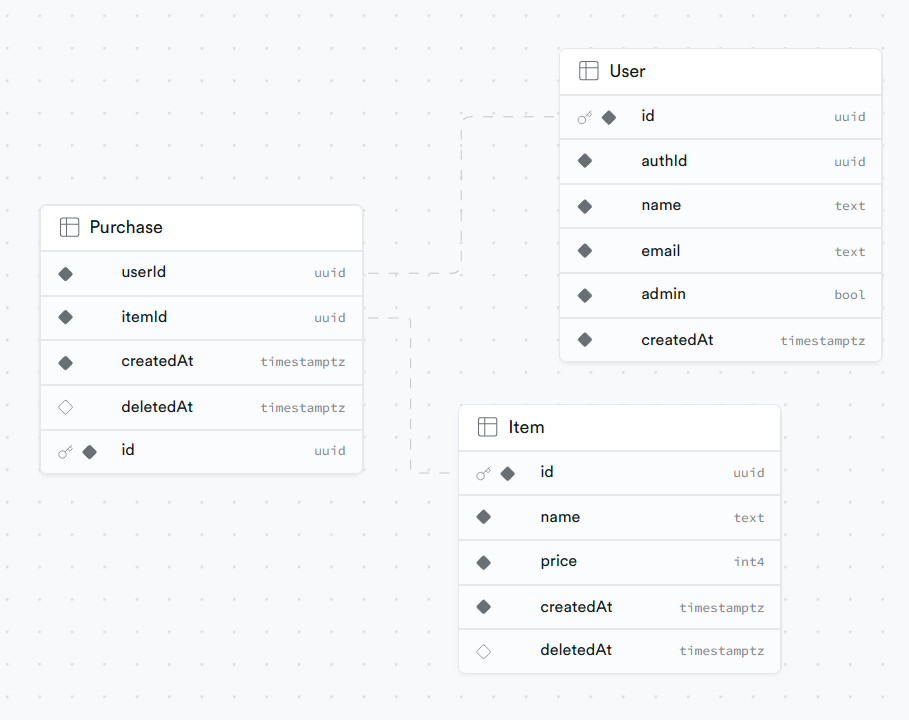 User
id uuid
authId uuid
name text
email text
admin bool
createdAt timestamptz
Purchase
userId uuid
itemId uuid
createdAt timestamptz
deletedAt timestamptz
id uuid
Item
id uuid
name text
price int4
createdAt timestamptz
deletedAt timestamptz